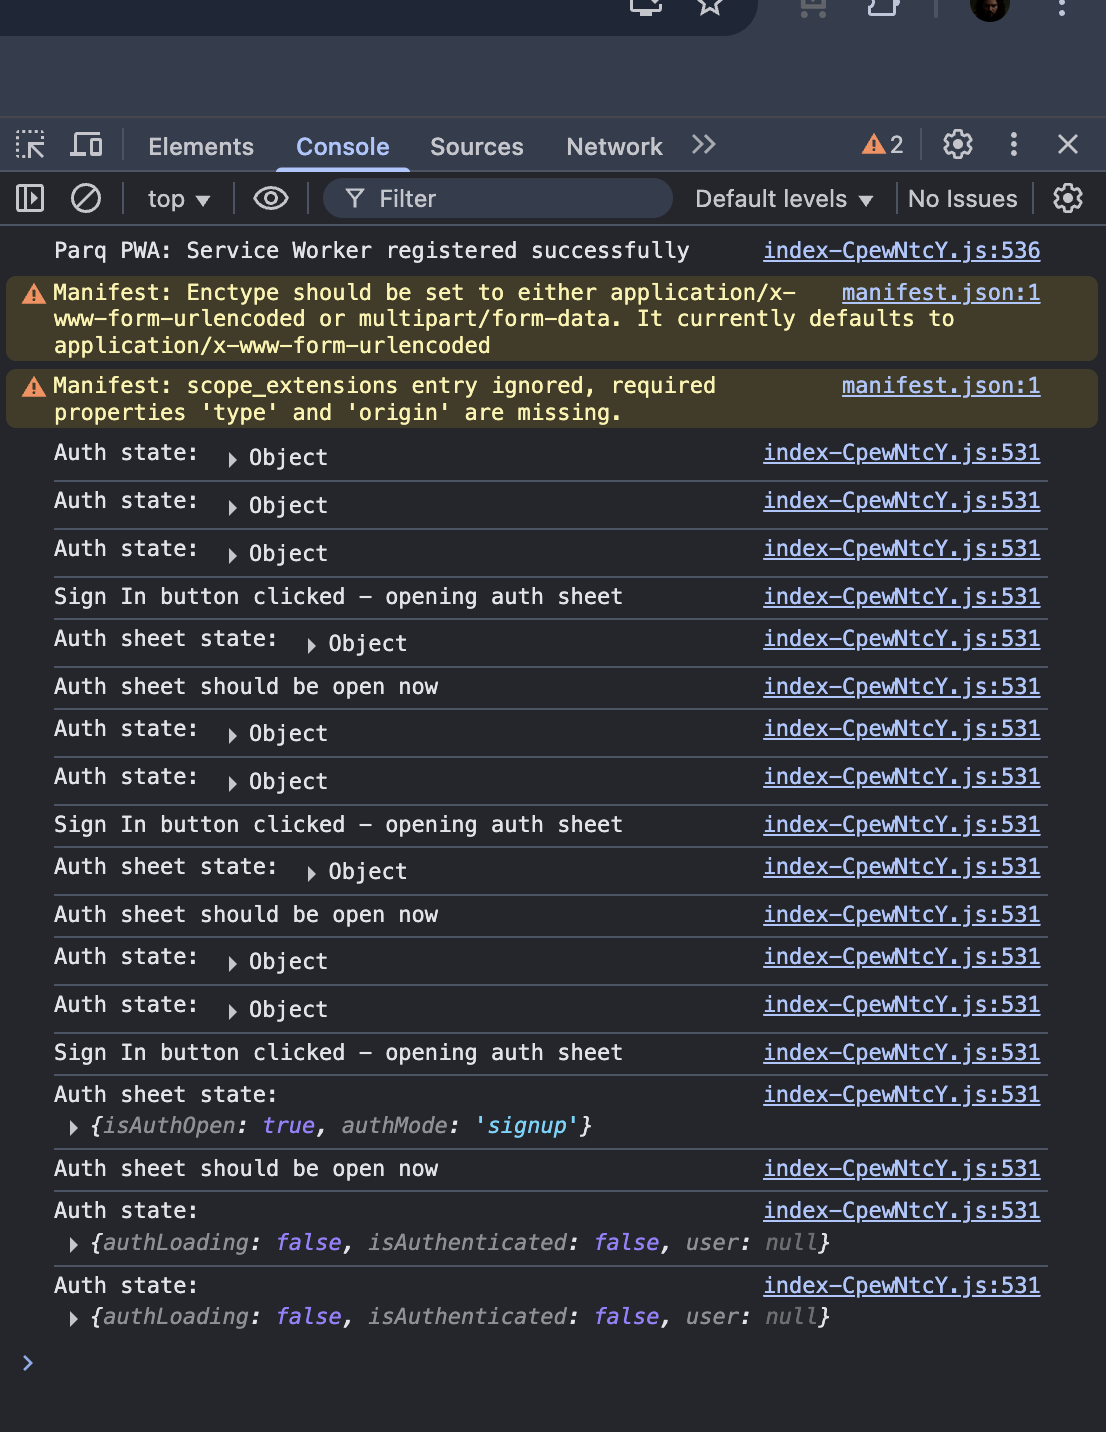 Elements Console Sources Network 2
top Filter Default levels No Issues
Parq PWA: Service Worker registered successfully index-CpewNtcY.js:536
Manifest: Enctype should be set to either application/x- manifest.json:1
www-form-urlencoded or multipart/form-data. It currently defaults to
application/x-www-form-urlencoded
Manifest: scope_extensions entry ignored, required manifest.json:1
properties 'type' and 'origin' are missing.
Auth state: Object index-CpewNtcY.js:531
Auth state: Object index-CpewNtcY.js:531
Auth state: Object index-CpewNtcY.js:531
Sign In button clicked – opening auth sheet index-CpewNtcY.js:531
Auth sheet state: Object index-CpewNtcY.js:531
Auth sheet should be open now index-CpewNtcY.js:531
Auth state: Object index-CpewNtcY.js:531
Auth state: Object index-CpewNtcY.js:531
Sign In button clicked – opening auth sheet index-CpewNtcY.js:531
Auth sheet state: Object index-CpewNtcY.js:531
Auth sheet should be open now index-CpewNtcY.js:531
Auth state: Object index-CpewNtcY.js:531
Auth state: Object index-CpewNtcY.js:531
Sign In button clicked – opening auth sheet index-CpewNtcY.js:531
Auth sheet state: index-CpewNtcY.js:531
{isAuthOpen: true, authMode: 'signup'}
Auth sheet should be open now index-CpewNtcY.js:531
Auth state: index-CpewNtcY.js:531
{authLoading: false, isAuthenticated: false, user: null}
Auth state: index-CpewNtcY.js:531
{authLoading: false, isAuthenticated: false, user: null}